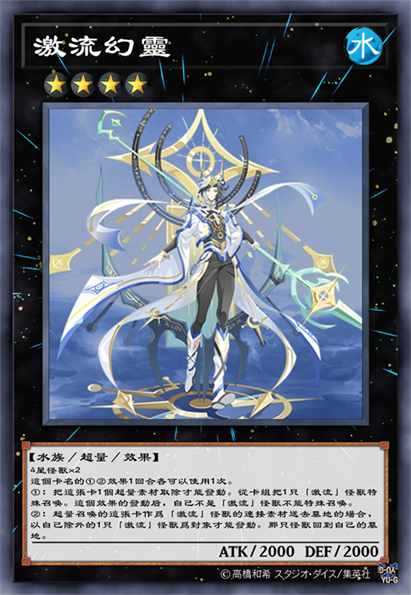 激流幻靈
水
【水族／超量／效果】
4星怪獸×2
這個卡名的①②效果1回合各可以使用1次。
①：把這張卡1個超量素材取除才能發動。從卡組把1只「激流」怪獸特
殊召喚。這個效果的發動后，自己不是「激流」怪獸不能特殊召喚。
②：超量召喚的這張卡作爲「激流」怪獸的連接素材送去墓地的場合，
以自己除外的1只「激流」怪獸爲對象才能發動。那只怪獸回到自己的墓
地。
ATK/2000 DEF/2000
©高橋和希 スタジオ・ダイス/集英社